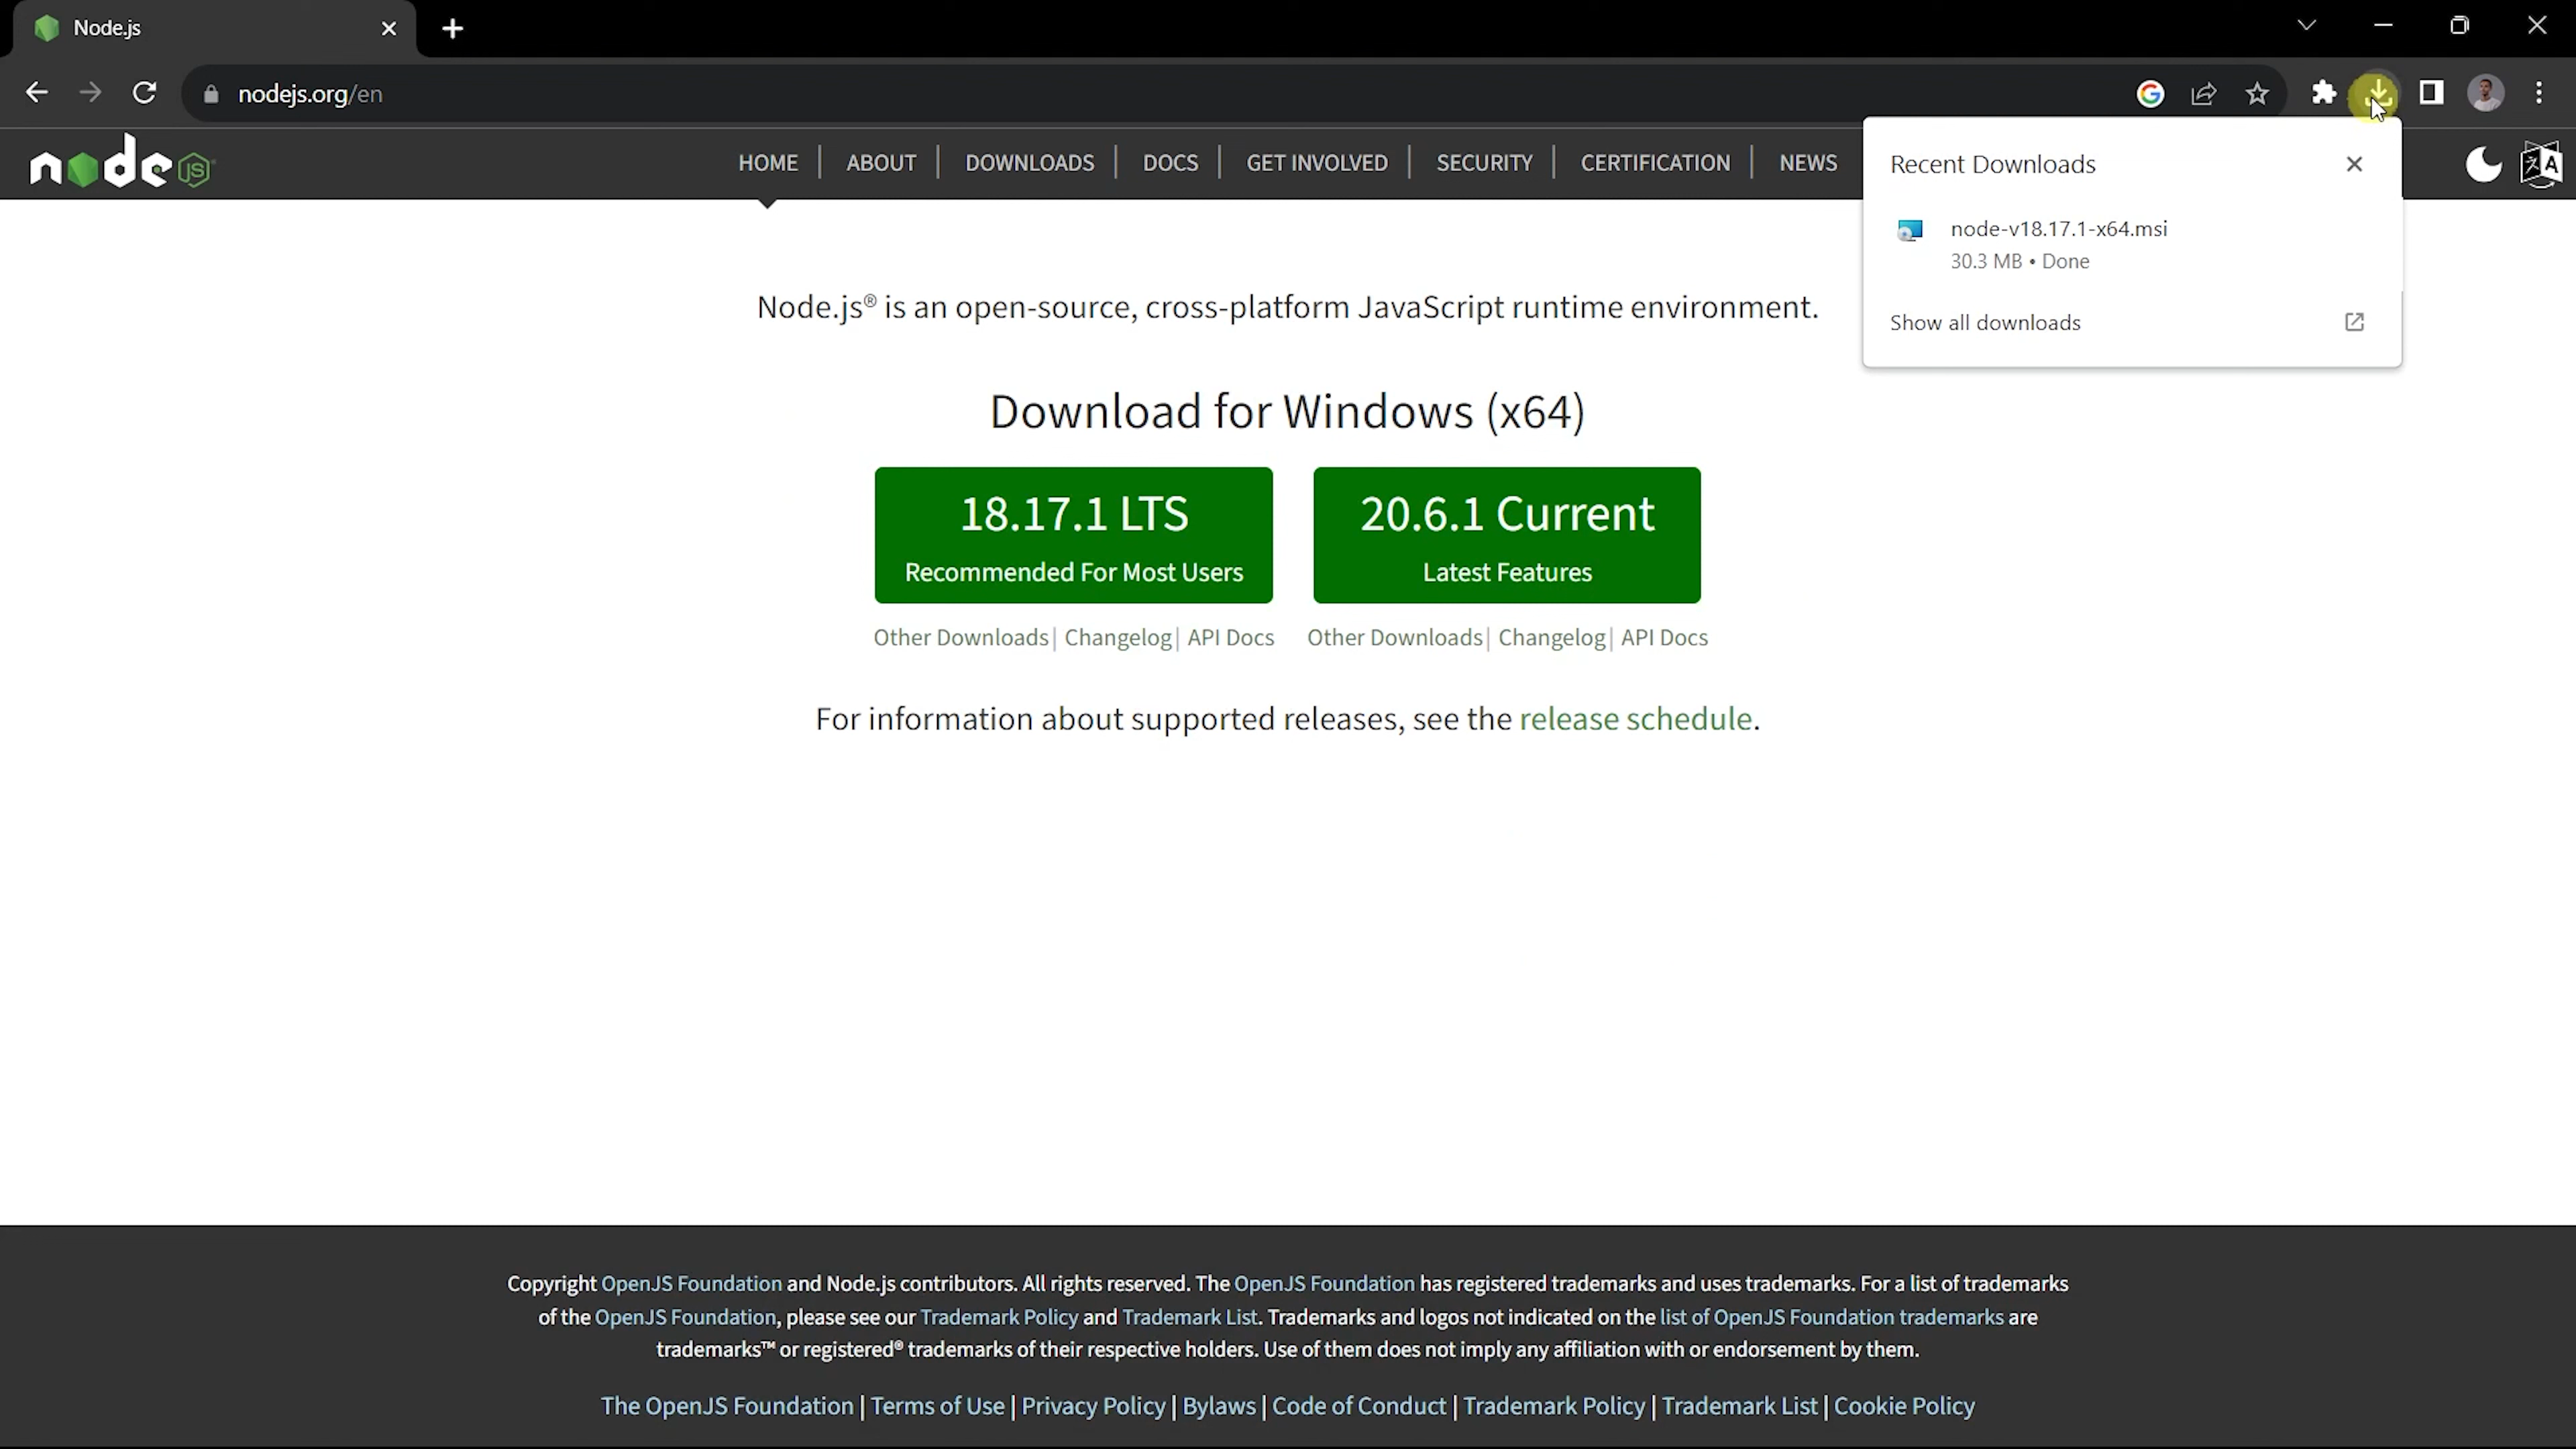 Node.js
nodejs.org/en
node JS
HOME | ABOUT | DOWNLOADS | DOCS | GET INVOLVED | SECURITY | CERTIFICATION | NEWS
Recent Downloads
node-v18.17.1-x64.msi
30.3 MB • Done
Show all downloads
Node.js® is an open-source, cross-platform JavaScript runtime environment.
Download for Windows (x64)
18.17.1 LTS
Recommended For Most Users
20.6.1 Current
Latest Features
Other Downloads | Changelog | API Docs
Other Downloads | Changelog | API Docs
For information about supported releases, see the release schedule.
Copyright OpenJS Foundation and Node.js contributors. All rights reserved. The OpenJS Foundation has registered trademarks and uses trademarks. For a list of trademarks
of the OpenJS Foundation, please see our Trademark Policy and Trademark List. Trademarks and logos not indicated on the list of OpenJS Foundation trademarks are
trademarks™ or registered® trademarks of their respective holders. Use of them does not imply any affiliation with or endorsement by them.
The OpenJS Foundation | Terms of Use | Privacy Policy | Bylaws | Code of Conduct | Trademark Policy | Trademark List | Cookie Policy